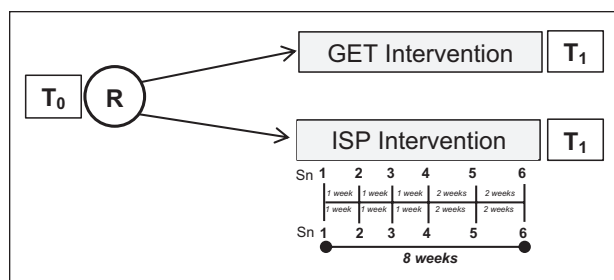 GET Intervention T₁
T₀ R
ISP Intervention T₁
Sn 1 2 3 4 5 6
1 week 1 week 1 week 2 weeks 2 weeks
1 week 1 week 1 week 2 weeks 2 weeks
Sn 1 2 3 4 5 6
8 weeks